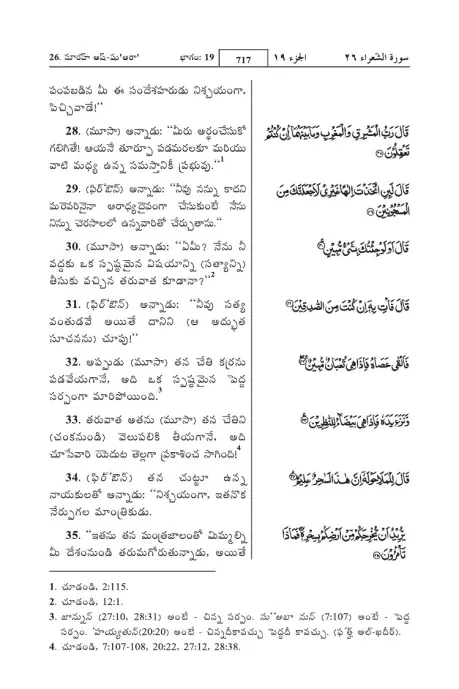 26. సూరహ్ అష్-షు'అరా'
భాగం: 19
717
الجزء ١٩
سورة الشعراء ٢٦
పంపబడిన మీ ఈ సందేశహరుడు నిశ్చయంగా,
పిచ్చివాడే!''
28. (మూసా) అన్నాడు: ''మీరు అర్థంచేసుకో
గలిగితే! ఆయనే తూర్పూ పడమరలకూ మరియు
వాటి మధ్య ఉన్న సమస్తానికీ ప్రభువు.''1
29. (ఫిర్'ఔన్) అన్నాడు: ''నీవు నన్ను కాదని
మరెవరినైనా ఆరాధ్యదైవంగా చేసుకుంటే నేను
నిన్ను చెరసాలలో ఉన్నవారితో చేర్చుతాను.''
30. (మూసా) అన్నాడు: ''ఏమీ? నేను నీ
వద్దకు ఒక స్పష్టమైన విషయాన్ని (సత్యాన్ని)
తీసుకు వచ్చిన తరువాత కూడానా?''2
31. (ఫిర్'ఔన్) అన్నాడు: ''నీవు సత్య
వంతుడవే అయితే దానిని (ఆ అద్భుత
సూచనను) చూపు!''
32. అప్పుడు (మూసా) తన చేతి కర్రను
పడవేయగానే, అది ఒక స్పష్టమైన పెద్ద
సర్పంగా మారిపోయింది.3
33. తరువాత అతను (మూసా) తన చేతిని
(చంకనుండి) వెలుపలికి తీయగానే, అది
చూసేవారి యెదుట తెల్లగా ప్రకాశించ సాగింది!4
34. (ఫిర్'ఔన్) తన చుట్టూ ఉన్న
నాయకులతో అన్నాడు: ''నిశ్చయంగా, ఇతనొక
నేర్పుగల మాంత్రికుడు.
35. ''ఇతను తన మంత్రజాలంతో మిమ్మల్ని
మీ దేశంనుండి తరుమగోరుతున్నాడు, అయితే
قَالَ رَبُّ الْمَشْرِقِ وَالْمَغْرِبِ وَمَا بَيْنَهُمَا إِنْ كُنْتُمْ
تَعْقِلُونَ ﴿٢٨﴾
قَالَ لَئِنِ اتَّخَذْتَ إِلٰهًا غَيْرِي لَأَجْعَلَنَّكَ مِنَ
الْمَسْجُونِينَ ﴿٢٩﴾
قَالَ أَوَلَوْ جِئْتُكَ بِشَيْءٍ مُبِينٍ ﴿٣٠﴾
قَالَ فَأْتِ بِهِ إِنْ كُنْتَ مِنَ الصَّادِقِينَ ﴿٣١﴾
فَأَلْقَى عَصَاهُ فَإِذَا هِيَ ثُعْبَانٌ مُبِينٌ ﴿٣٢﴾
وَنَزَعَ يَدَهُ فَإِذَا هِيَ بَيْضَاءُ لِلنَّاظِرِينَ ﴿٣٣﴾
قَالَ لِلْمَلَإِ حَوْلَهُ إِنَّ هٰذَا لَسَاحِرٌ عَلِيمٌ ﴿٣٤﴾
يُرِيدُ أَنْ يُخْرِجَكُمْ مِنْ أَرْضِكُمْ بِسِحْرِهِ فَمَاذَا
تَأْمُرُونَ ﴿٣٥﴾
1. చూడండి, 2:115.
2. చూడండి, 12:1.
3. జాన్నున్ (27:10, 28:31) అంటే - చిన్న సర్పం. సు'అబా నున్ (7:107) అంటే - పెద్ద
సర్పం. 'హయ్యతున్(20:20) అంటే - చిన్నదీకావచ్చు పెద్దదీ కావచ్చు. (ఫ'త్హ్ అల్-ఖదీర్).
4. చూడండి, 7:107-108, 20:22, 27:12, 28:38.